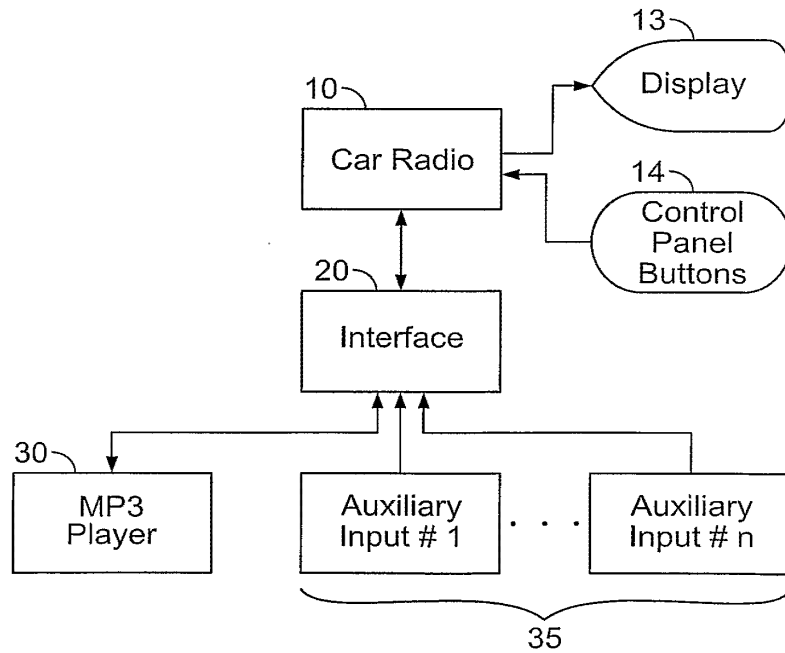 13
Display
10
Car Radio
14
Control
Panel
Buttons
20
Interface
30
MP3
Player
Auxiliary
Input # 1
. . .
Auxiliary
Input # n
35